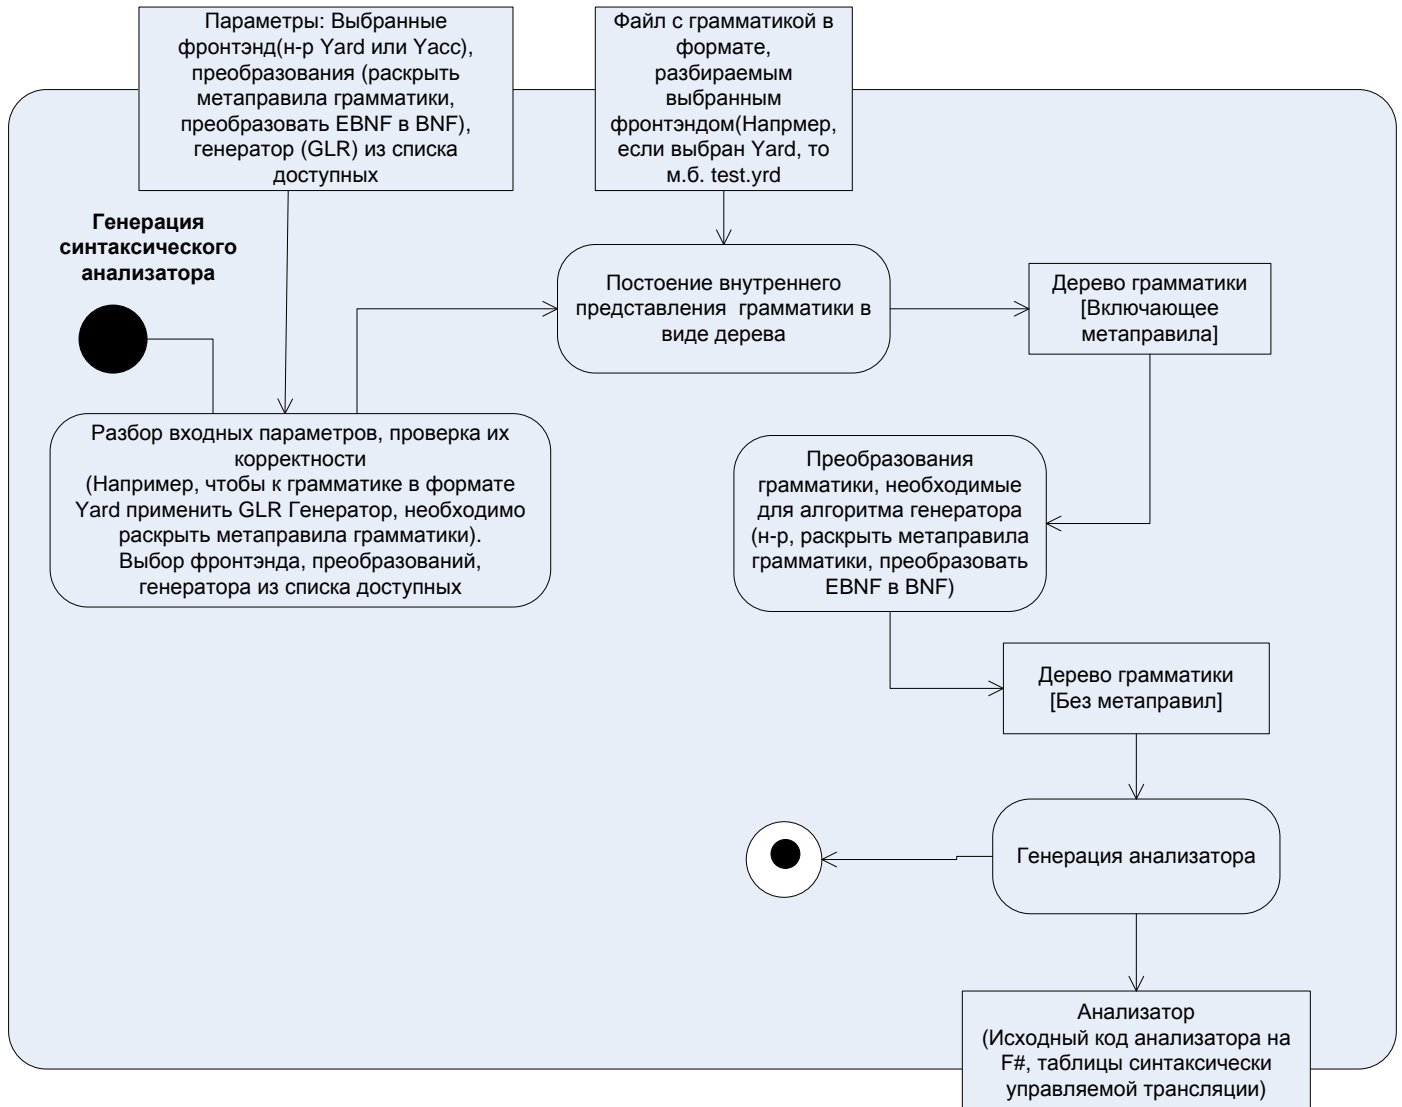 Параметры: Выбранные
фронтэнд(н-р Yard или Yacc),
преобразования (раскрыть
метаправила грамматики,
преобразовать EBNF в BNF),
генератор (GLR) из списка
доступных
Файл с грамматикой в
формате,
разбираемым
выбранным
фронтэндом(Напрмер,
если выбран Yard, то
м.б. test.yrd
Генерация
синтаксического
анализатора
Постоение внутреннего
представления грамматики в
виде дерева
Дерево грамматики
[Включающее
метаправила]
Разбор входных параметров, проверка их
корректности
(Например, чтобы к грамматике в формате
Yard применить GLR Генератор, необходимо
раскрыть метаправила грамматики).
Выбор фронтэнда, преобразований,
генератора из списка доступных
Преобразования
грамматики, необходимые
для алгоритма генератора
(н-р, раскрыть метаправила
грамматики, преобразовать
EBNF в BNF)
Дерево грамматики
[Без метаправил]
Генерация анализатора
Анализатор
(Исходный код анализатора на
F#, таблицы синтаксически
управляемой трансляции)